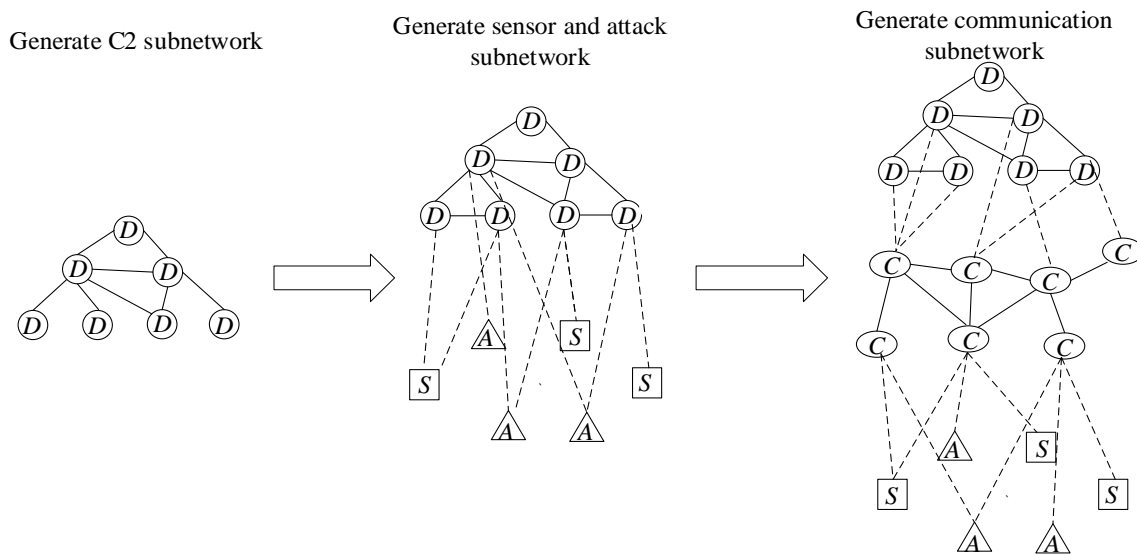 Generate C2 subnetwork
Generate sensor and attack
subnetwork
Generate communication
subnetwork
D
D D
D D D D
D
D D
D D D D
A S
S S
A A
D
D D
D D D D
C C C C
C C C
A S
S S
A A